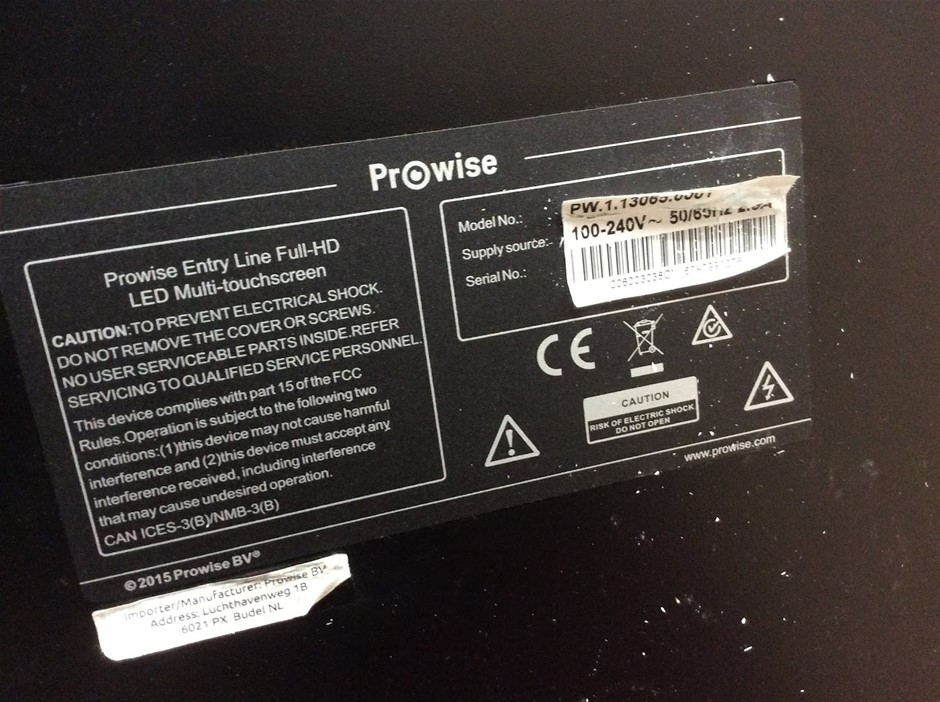 Prowise
Prowise Entry Line Full-HD
LED Multi-touchscreen
CAUTION:TO PREVENT ELECTRICAL SHOCK.
DO NOT REMOVE THE COVER OR SCREWS.
NO USER SERVICEABLE PARTS INSIDE.REFER
SERVICING TO QUALIFIED SERVICE PERSONNEL.
This device complies with part 15 of the FCC
Rules.Operation is subject to the following two
conditions:(1)this device may not cause harmful
interference and (2)this device must accept any
interference received, including interference
that may cause undesired operation.
CAN ICES-3(B)/NMB-3(B)
Model No.:
Supply source:
Serial No.:
100-240V~ 50/60Hz
CE
CAUTION
RISK OF ELECTRIC SHOCK
DO NOT OPEN
www.prowise.com
©2015 Prowise BV®
Importer/Manufacturer: Prowise BV
Address: Luchthavenweg 1B
6021 PX Budel NL